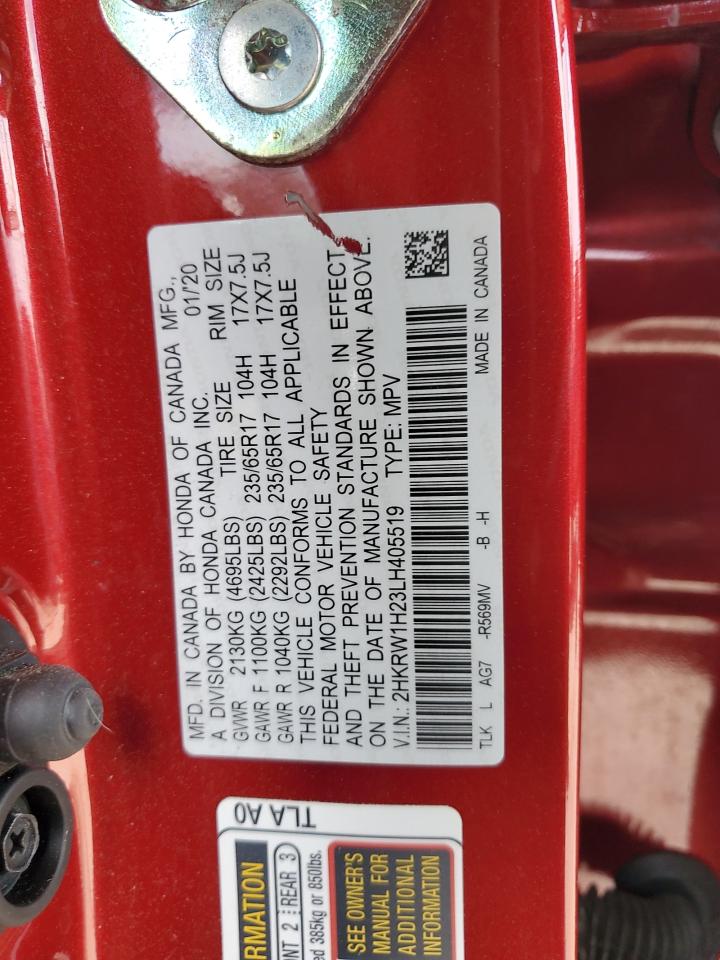 MFD. IN CANADA BY HONDA OF CANADA MFG.,
A DIVISION OF HONDA CANADA INC. 01/'20
GVWR 2130KG (4695LBS) TIRE SIZE RIM SIZE
GAWR F 1100KG (2425LBS) 235/65R17 104H 17X7.5J
GAWR R 1040KG (2292LBS) 235/65R17 104H 17X7.5J
THIS VEHICLE CONFORMS TO ALL APPLICABLE
FEDERAL MOTOR VEHICLE SAFETY
AND THEFT PREVENTION STANDARDS IN EFFECT
ON THE DATE OF MANUFACTURE SHOWN ABOVE.
V.I.N.: 2HKRW1H23LH405519 TYPE: MPV
TLK L AG7 -R569MV -B -H MADE IN CANADA
TLA A0
2 REAR 3
385kg or 850lbs.
SEE OWNER'S
MANUAL FOR
ADDITIONAL
INFORMATION